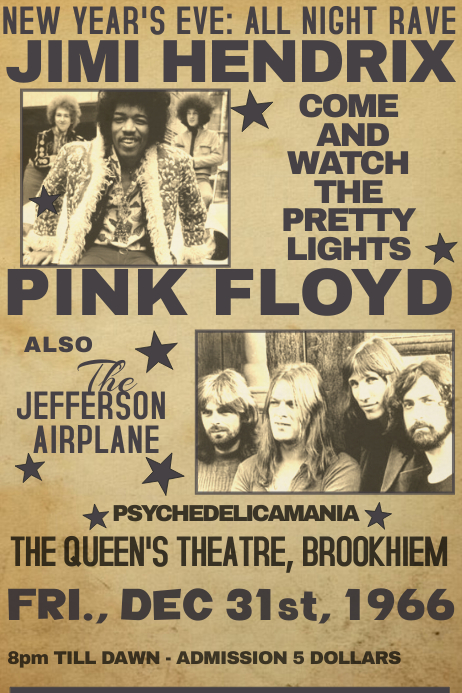 NEW YEAR'S EVE: ALL NIGHT RAVE
JIMI HENDRIX
COME
AND
WATCH
THE
PRETTY
LIGHTS
PINK FLOYD
ALSO
The
JEFFERSON
AIRPLANE
PSYCHEDELICAMANIA
THE QUEEN'S THEATRE, BROOKHIEM
FRI., DEC 31st, 1966
8pm TILL DAWN - ADMISSION 5 DOLLARS